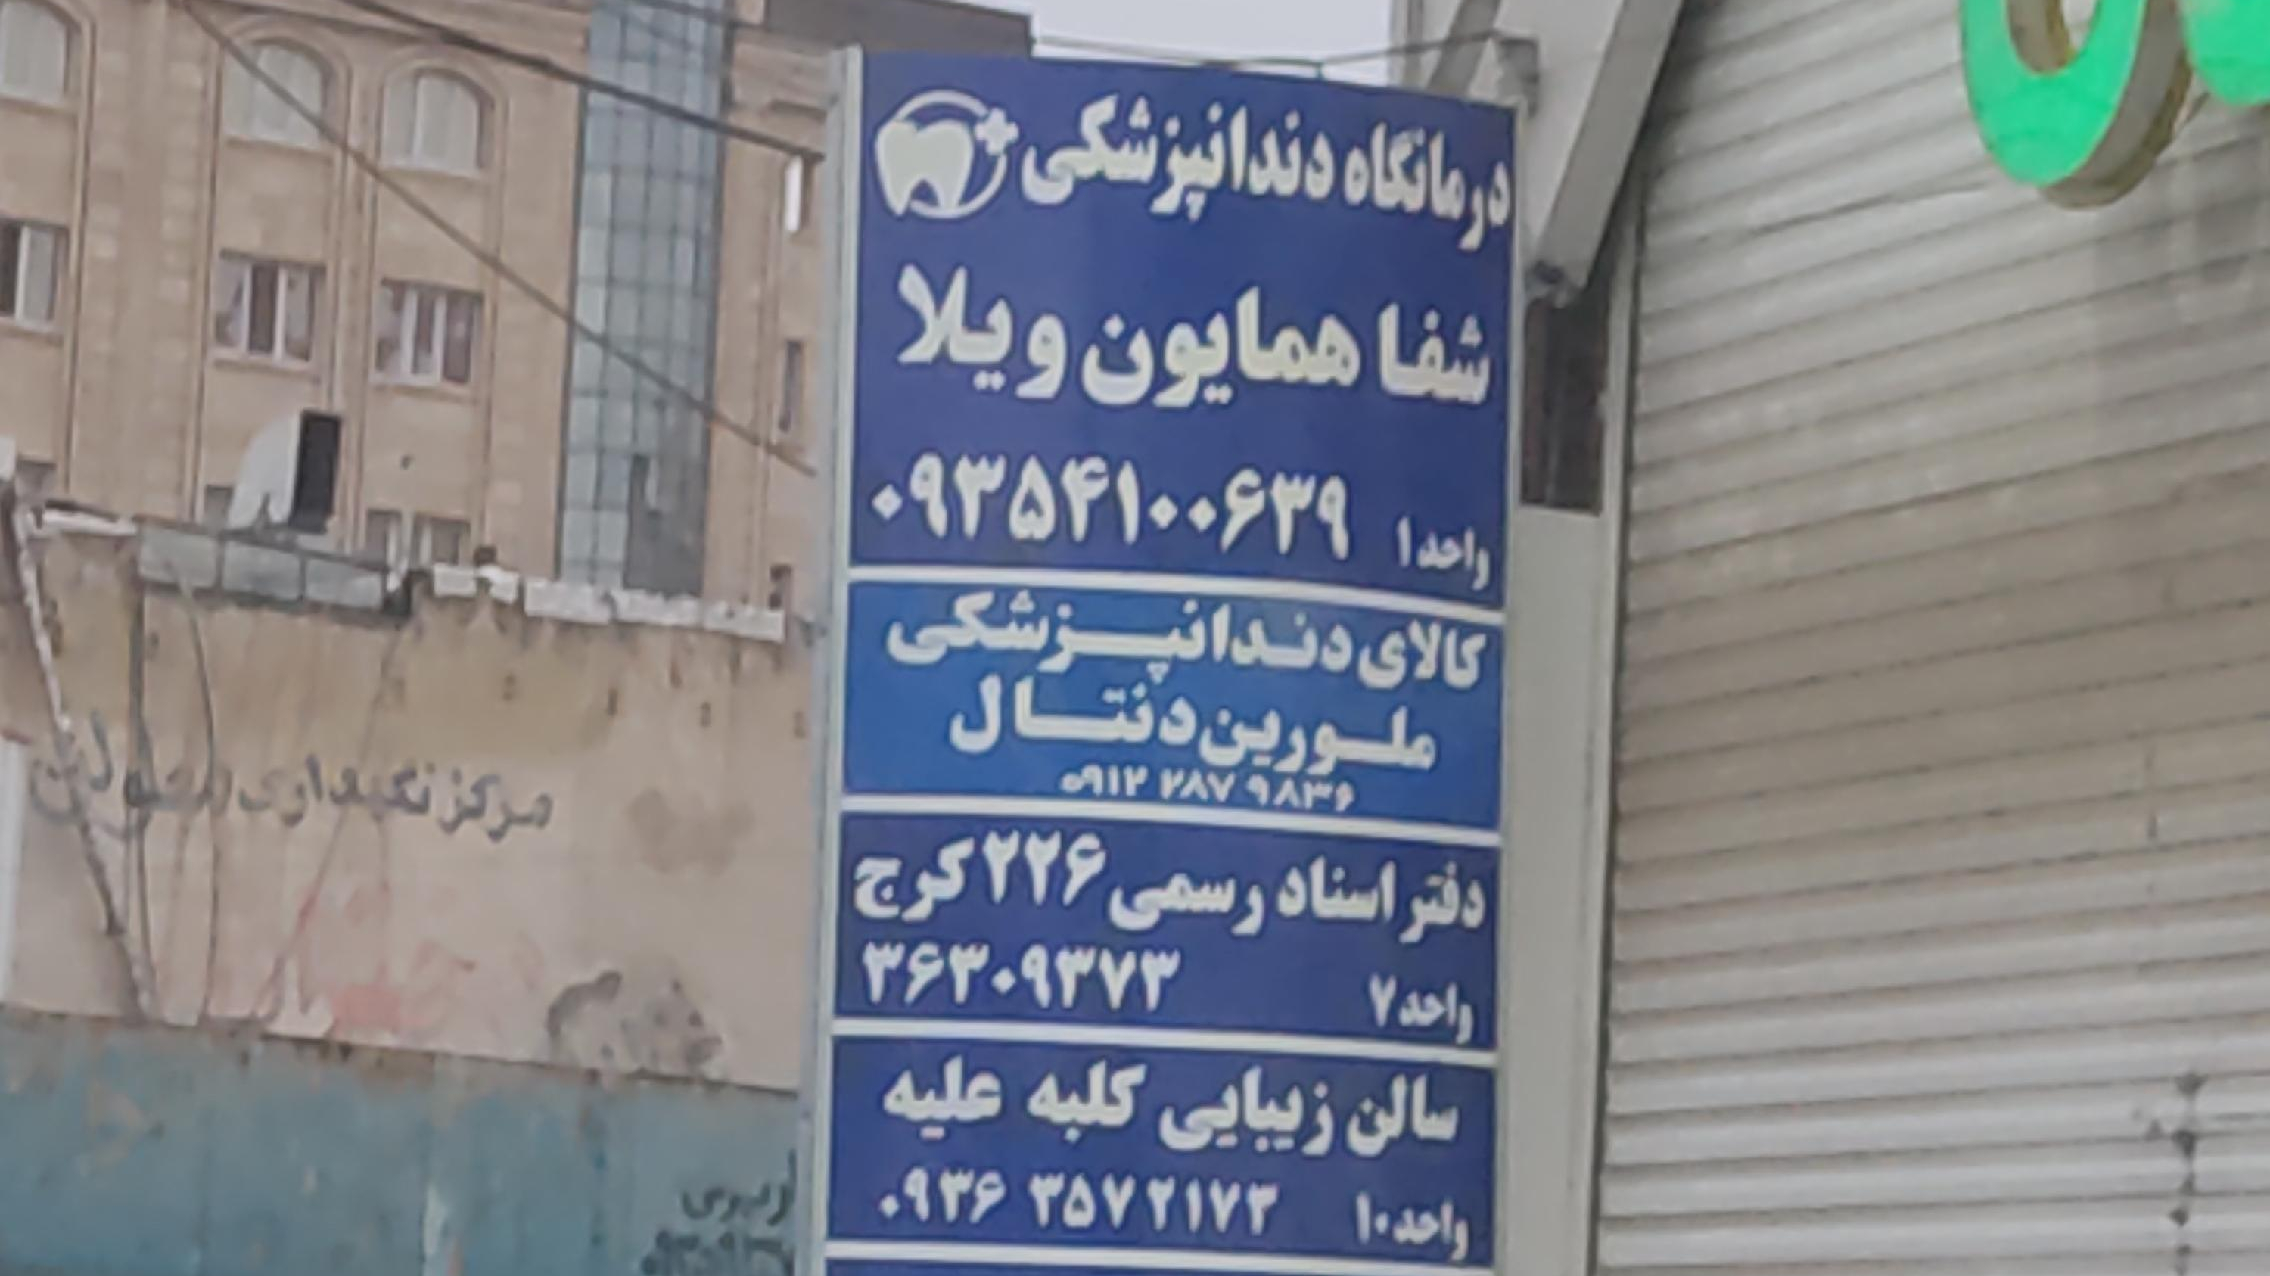 درمانگاه دندانپزشکی
شفا همایون ویلا
واحد ۱ ۰۹۳۵۴۱۰۰۶۳۹
کالای دندانپزشکی
ملورین دنتال
۰۹۱۲ ۲۸۷ ۹۸۳۶
دفتر اسناد رسمی ۲۲۶ کرج
واحد ۷ ۳۶۳۰۹۳۷۳
سالن زیبایی کلبه علیه
واحد ۱۰ ۰۹۳۶ ۳۵۷۲۱۷۳
مرکز نگهداری معلولین